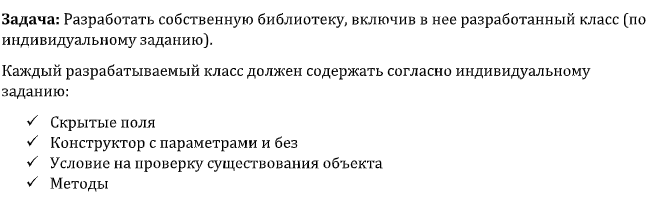 Задача: Разработать собственную библиотеку, включив в нее разработанный класс (по
индивидуальному заданию).
Каждый разрабатываемый класс должен содержать согласно индивидуальному
заданию:
✓ Скрытые поля
✓ Конструктор с параметрами и без
✓ Условие на проверку существования объекта
✓ Методы